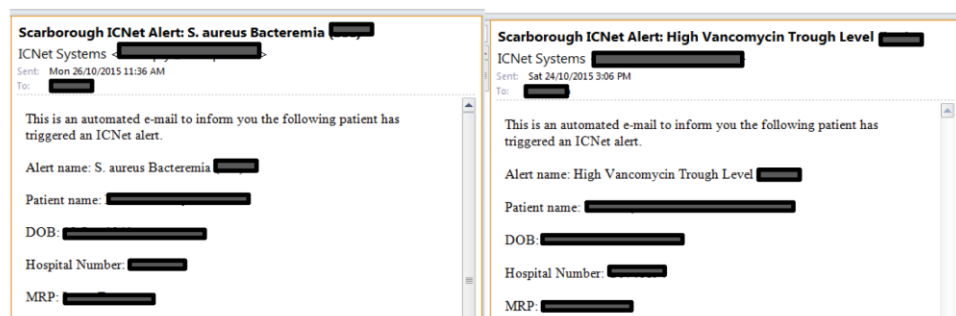 Scarborough ICNet Alert: S. aureus Bacteremia
ICNet Systems <
Sent: Mon 26/10/2015 11:36 AM
To:
This is an automated e-mail to inform you the following patient has
triggered an ICNet alert.
Alert name: S. aureus Bacteremia
Patient name:
DOB:
Hospital Number:
MRP:
Scarborough ICNet Alert: High Vancomycin Trough Level
ICNet Systems
Sent: Sat 24/10/2015 3:06 PM
To:
This is an automated e-mail to inform you the following patient has
triggered an ICNet alert.
Alert name: High Vancomycin Trough Level
Patient name:
DOB:
Hospital Number:
MRP: